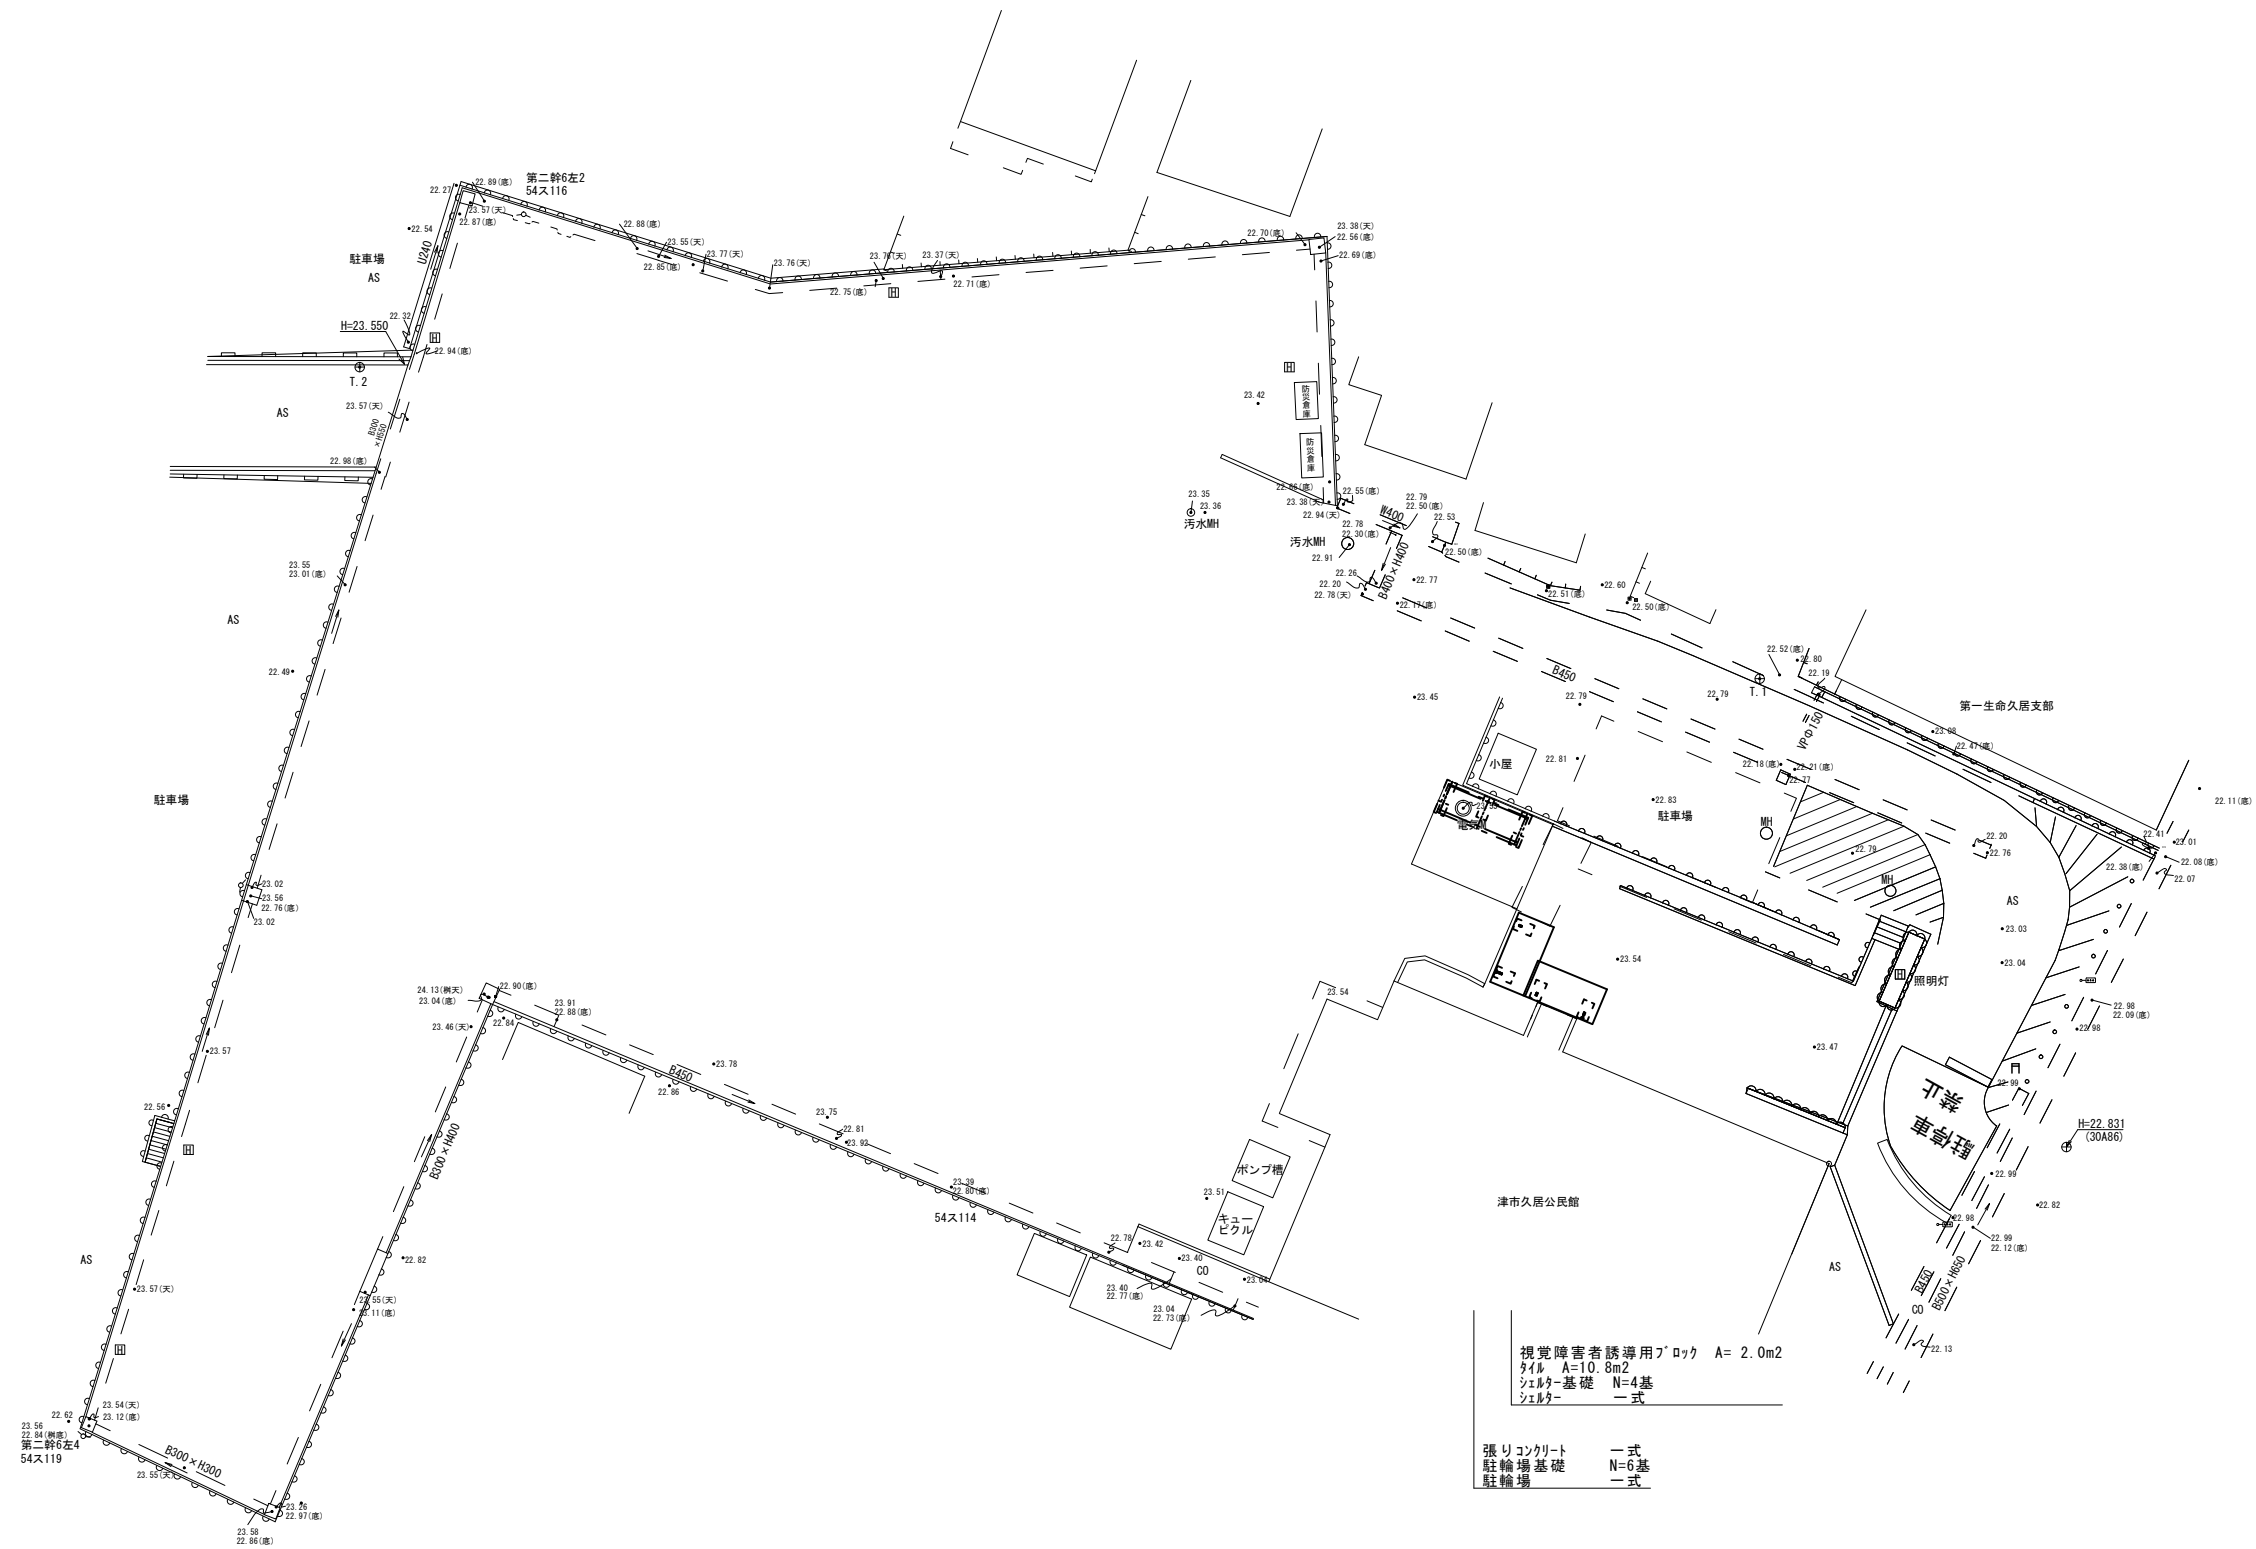 22.27
22.89(底)
第二幹6左2
54ス116
23.57(天)
22.87(底)
22.54
U240
駐車場
AS
22.88(底)
23.55(天)
23.77(天)
22.85(底)
23.76(天)
23.37(天)
22.75(底)
H
22.71(底)
22.70(底)
23.38(天)
22.56(底)
22.69(底)
22.32
H=23.550
H
22.94(底)
T.2
AS
23.57(天)
B300
×H550
22.98(底)
H
防災倉庫
23.42
防災倉庫
23.35
23.36
汚水MH
22.55(底)
23.38(天)
22.94(天)
W400
22.79
22.50(底)
22.53
22.78
22.30(底)
汚水MH
22.91
22.50(底)
22.26
22.20
22.78(天)
B400×H400
22.77
22.17(底)
22.51(底)
22.60
22.50(底)
23.55
23.01(底)
AS
22.49
駐車場
22.52(底)
22.80
22.19
T.1
B450
23.45
22.79
22.79
VPΦ150
第一生命久居支部
23.08
22.47(底)
小屋
22.81
22.18(底)
22.21(底)
22.77
22.83
駐車場
MH
22.11(底)
22.79
MH
22.20
22.76
22.41
23.01
22.08(底)
22.38(底)
22.07
AS
23.03
23.04
23.02
23.56
22.76(底)
23.02
23.54
H
照明灯
22.98
22.09(底)
22.98
24.13(桝天)
23.04(底)
22.90(底)
23.91
22.88(底)
22.84
23.46(天)
23.54
23.57
B450
23.78
22.86
23.47
22.99
駐停車
禁止
22.56
H
B300×H400
23.75
22.81
23.92
H=22.831
(30A86)
ポンプ槽
キュー
ビクル
23.51
23.39
22.80(底)
54ス114
津市久居公民館
22.99
22.98
22.82
22.99
22.12(底)
AS
22.82
23.57(天)
23.55(天)
23.11(底)
22.78
23.42
23.40
CO
23.04
23.40
22.77(底)
23.04
22.73(底)
AS
B450
B500×H650
CO
22.13
H
視覚障害者誘導用ブロック A= 2.0m2
タイル A=10.8m2
シェルター基礎 N=4基
シェルター 一式
張りコンクリート 一式
駐輪場基礎 N=6基
駐輪場 一式
22.62
23.54(天)
23.12(底)
23.56
22.84(桝底)
第二幹6左4
54ス119
B300×H300
23.55(天)
23.26
22.97(底)
23.58
22.86(底)